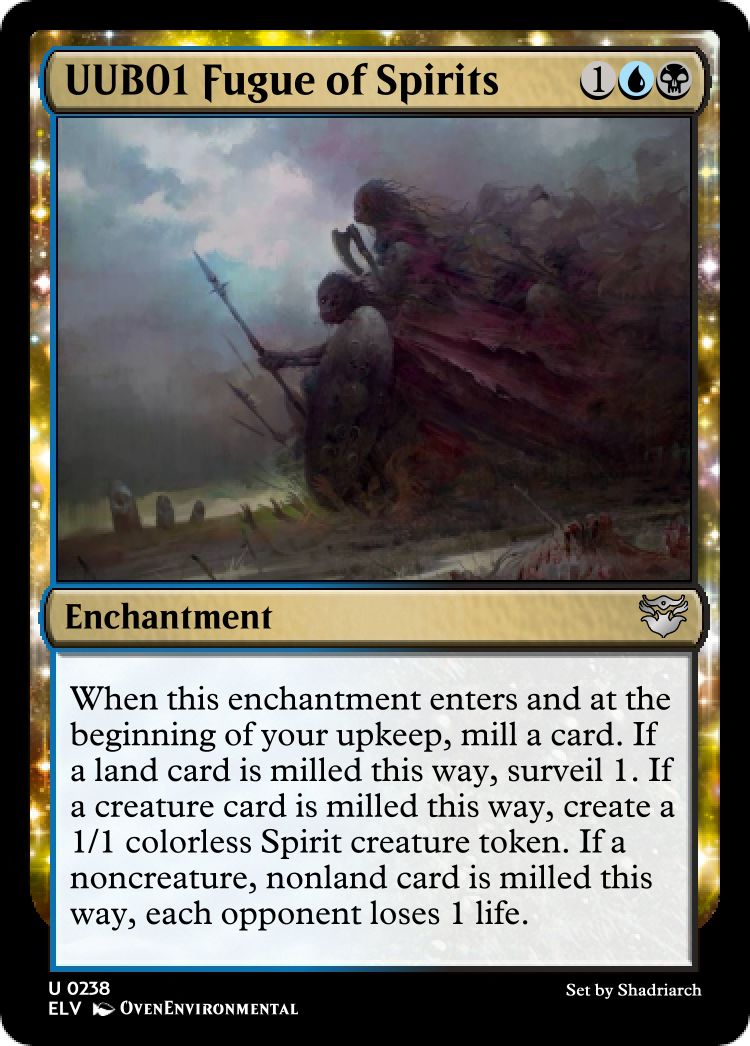 UUB01 Fugue of Spirits 1
Enchantment
When this enchantment enters and at the
beginning of your upkeep, mill a card. If
a land card is milled this way, surveil 1. If
a creature card is milled this way, create a
1/1 colorless Spirit creature token. If a
noncreature, nonland card is milled this
way, each opponent loses 1 life.
U 0238
ELV OvenEnvironmental
Set by Shadriarch